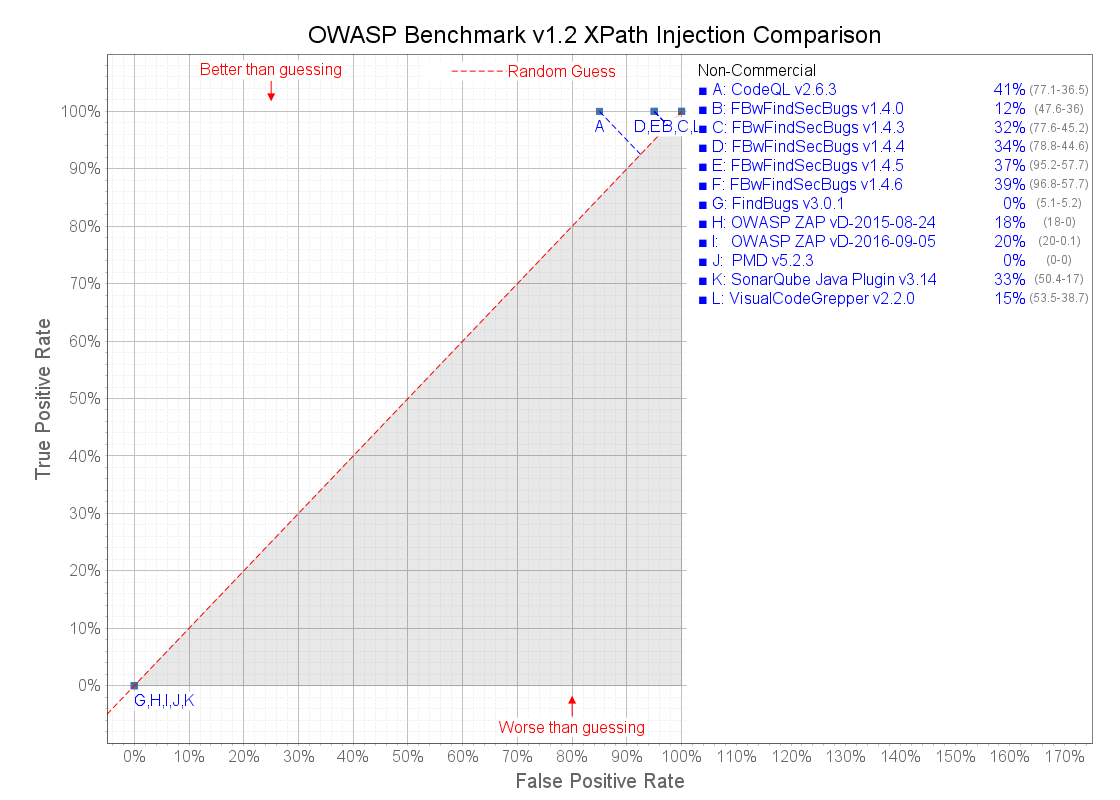 OWASP Benchmark v1.2 XPath Injection Comparison
Better than guessing
Random Guess
Non-Commercial
A: CodeQL v2.6.3 41% (77.1-36.5)
B: FBwFindSecBugs v1.4.0 12% (47.6-36)
C: FBwFindSecBugs v1.4.3 32% (77.6-45.2)
D: FBwFindSecBugs v1.4.4 34% (78.8-44.6)
E: FBwFindSecBugs v1.4.5 37% (95.2-57.7)
F: FBwFindSecBugs v1.4.6 39% (96.8-57.7)
G: FindBugs v3.0.1 0% (5.1-5.2)
H: OWASP ZAP vD-2015-08-24 18% (18-0)
I: OWASP ZAP vD-2016-09-05 20% (20-0.1)
J: PMD v5.2.3 0% (0-0)
K: SonarQube Java Plugin v3.14 33% (50.4-17)
L: VisualCodeGrepper v2.2.0 15% (53.5-38.7)
100%
A
D,E
B,C,L
90%
80%
70%
60%
50%
40%
30%
20%
10%
0%
G,H,I,J,K
Worse than guessing
True Positive Rate
0% 10% 20% 30% 40% 50% 60% 70% 80% 90% 100% 110% 120% 130% 140% 150% 160% 170%
False Positive Rate